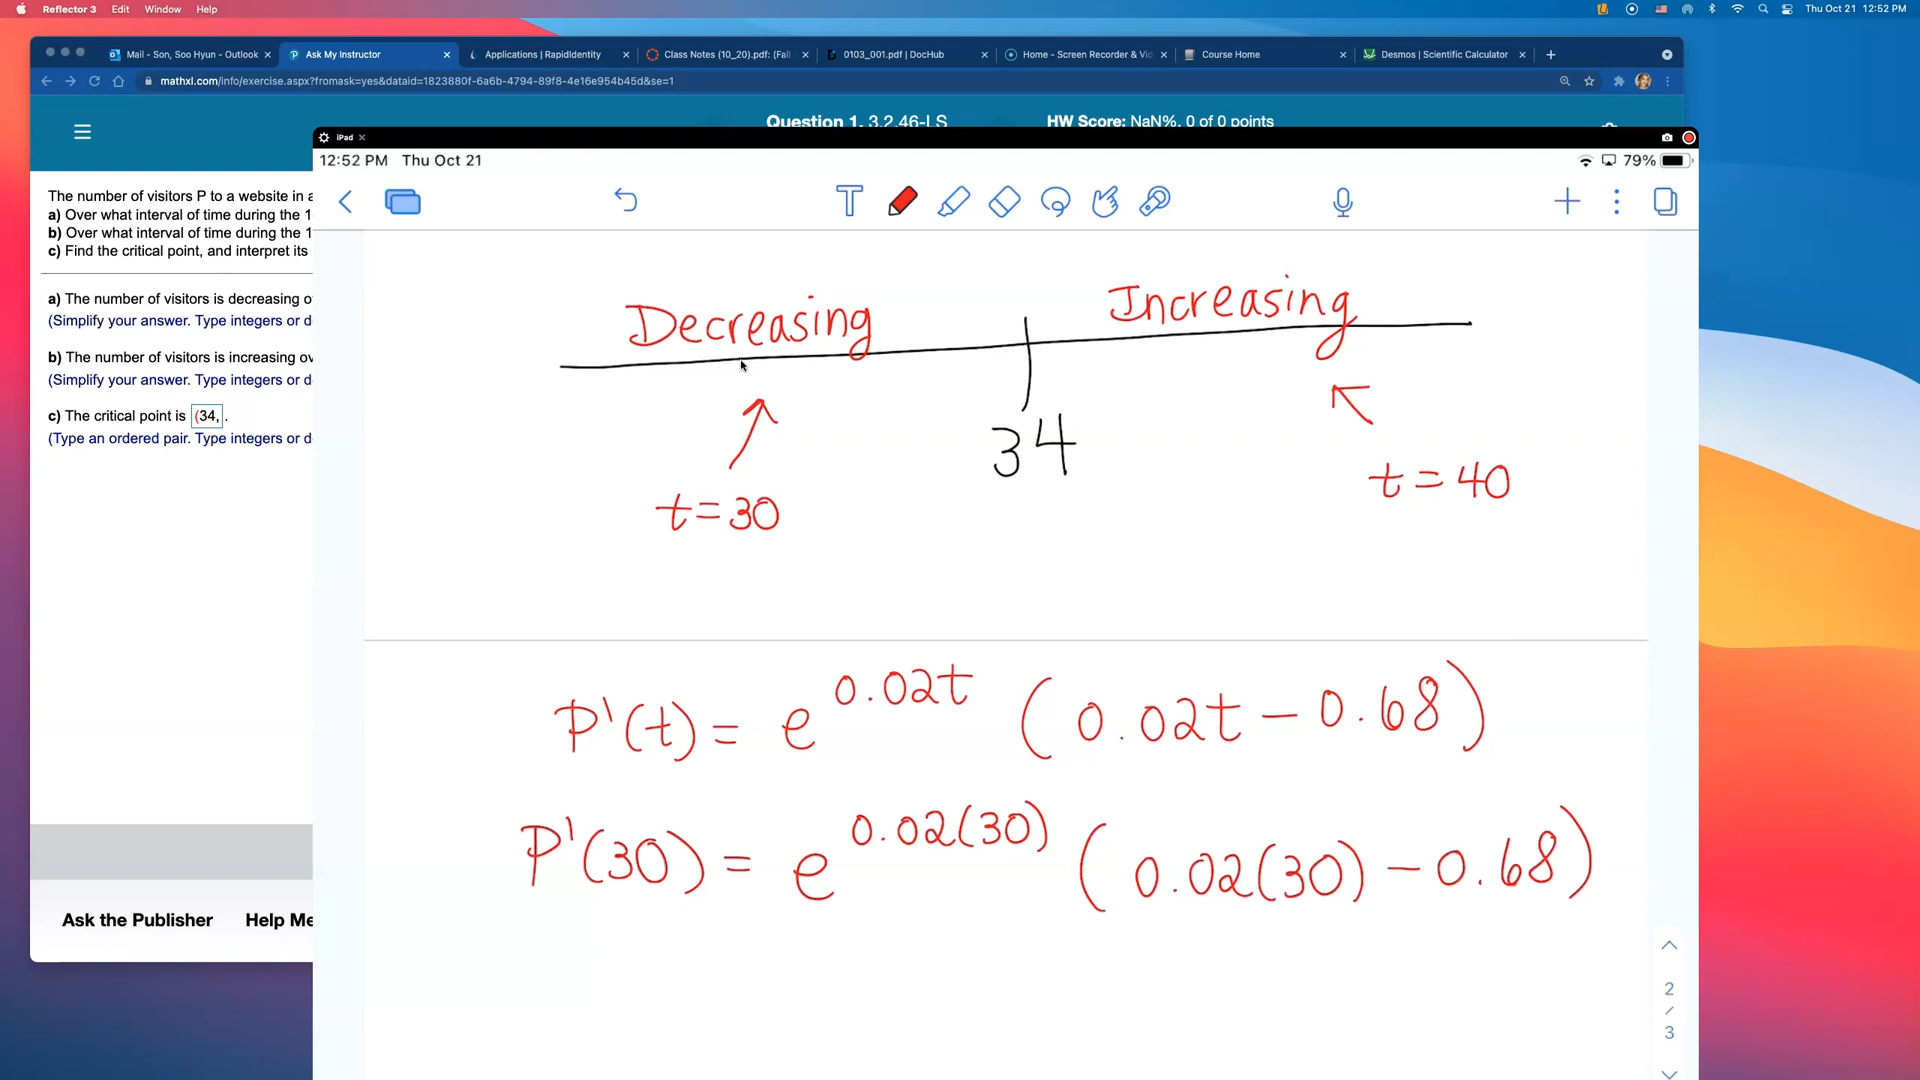 Reflector 3 Edit Window Help Thu Oct 21 12:52 PM
Mail - Son, Soo Hyun - Outlook Ask My Instructor Applications | RapidIdentity Class Notes (10_20).pdf: (Fall 0103_001.pdf | DocHub Home - Screen Recorder & Vid Course Home Desmos | Scientific Calculator
mathxl.com/info/exercise.aspx?fromask=yes&dataid=1823880f-6a6b-4794-89f8-4e16e954b45d&se=1
Question 1, 3.2.46-LS HW Score: NaN%, 0 of 0 points
iPad
12:52 PM Thu Oct 21 79%
The number of visitors P to a website in a
a) Over what interval of time during the 1
b) Over what interval of time during the 1
c) Find the critical point, and interpret its
a) The number of visitors is decreasing o
(Simplify your answer. Type integers or d
b) The number of visitors is increasing ov
(Simplify your answer. Type integers or d
c) The critical point is (34, .
(Type an ordered pair. Type integers or d
Ask the Publisher Help Me
Decreasing Increasing
34
t = 30 t = 40
P'(t) = e^0.02t (0.02t - 0.68)
P'(30) = e^0.02(30) (0.02(30) - 0.68)
2
/
3